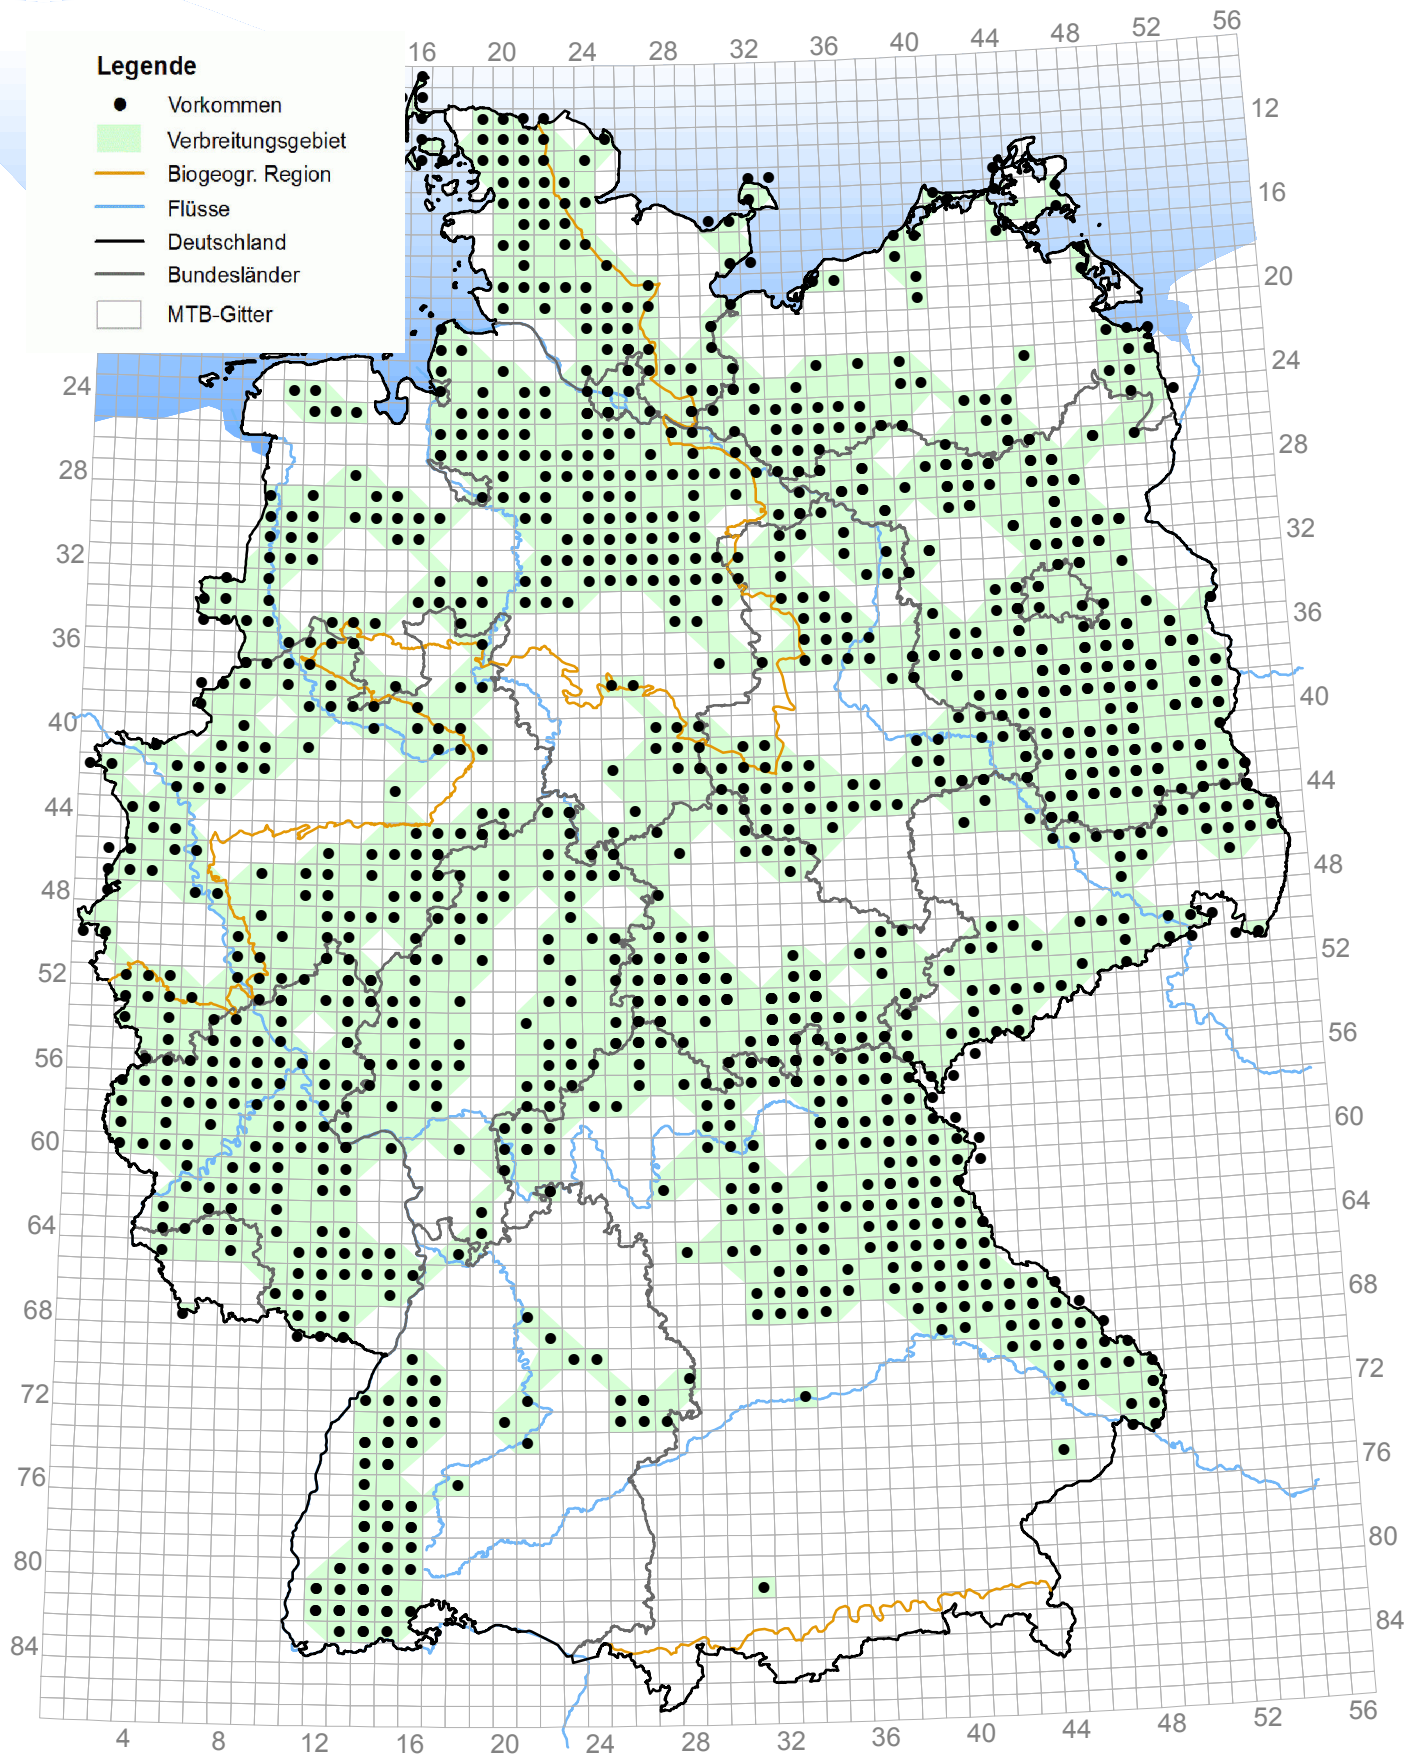 16 20 24 28 32 36 40 44 48 52 56
Legende
Vorkommen
Verbreitungsgebiet
Biogeogr. Region
Flüsse
Deutschland
Bundesländer
MTB-Gitter
12
16
20
24 24
28 28
32 32
36 36
40 40
44 44
48 48
52 52
56 56
60 60
64 64
68 68
72 72
76 76
80 80
84 84
4 8 12 16 20 24 28 32 36 40 44 48 52 56